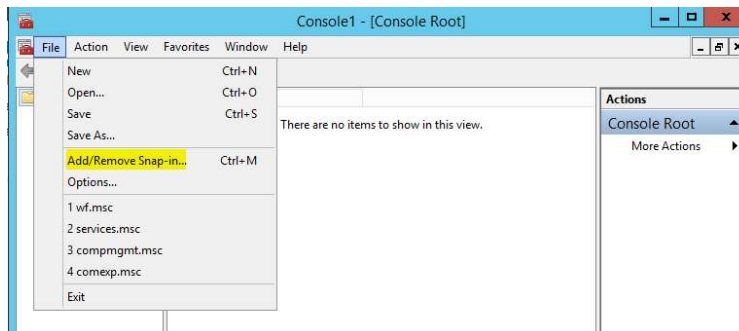 Console1 - [Console Root]
File Action View Favorites Window Help
New Ctrl+N
Open... Ctrl+O
Save Ctrl+S
Save As...
Add/Remove Snap-in... Ctrl+M
Options...
1 wf.msc
2 services.msc
3 compmgmt.msc
4 comexp.msc
Exit
There are no items to show in this view.
Actions
Console Root
More Actions